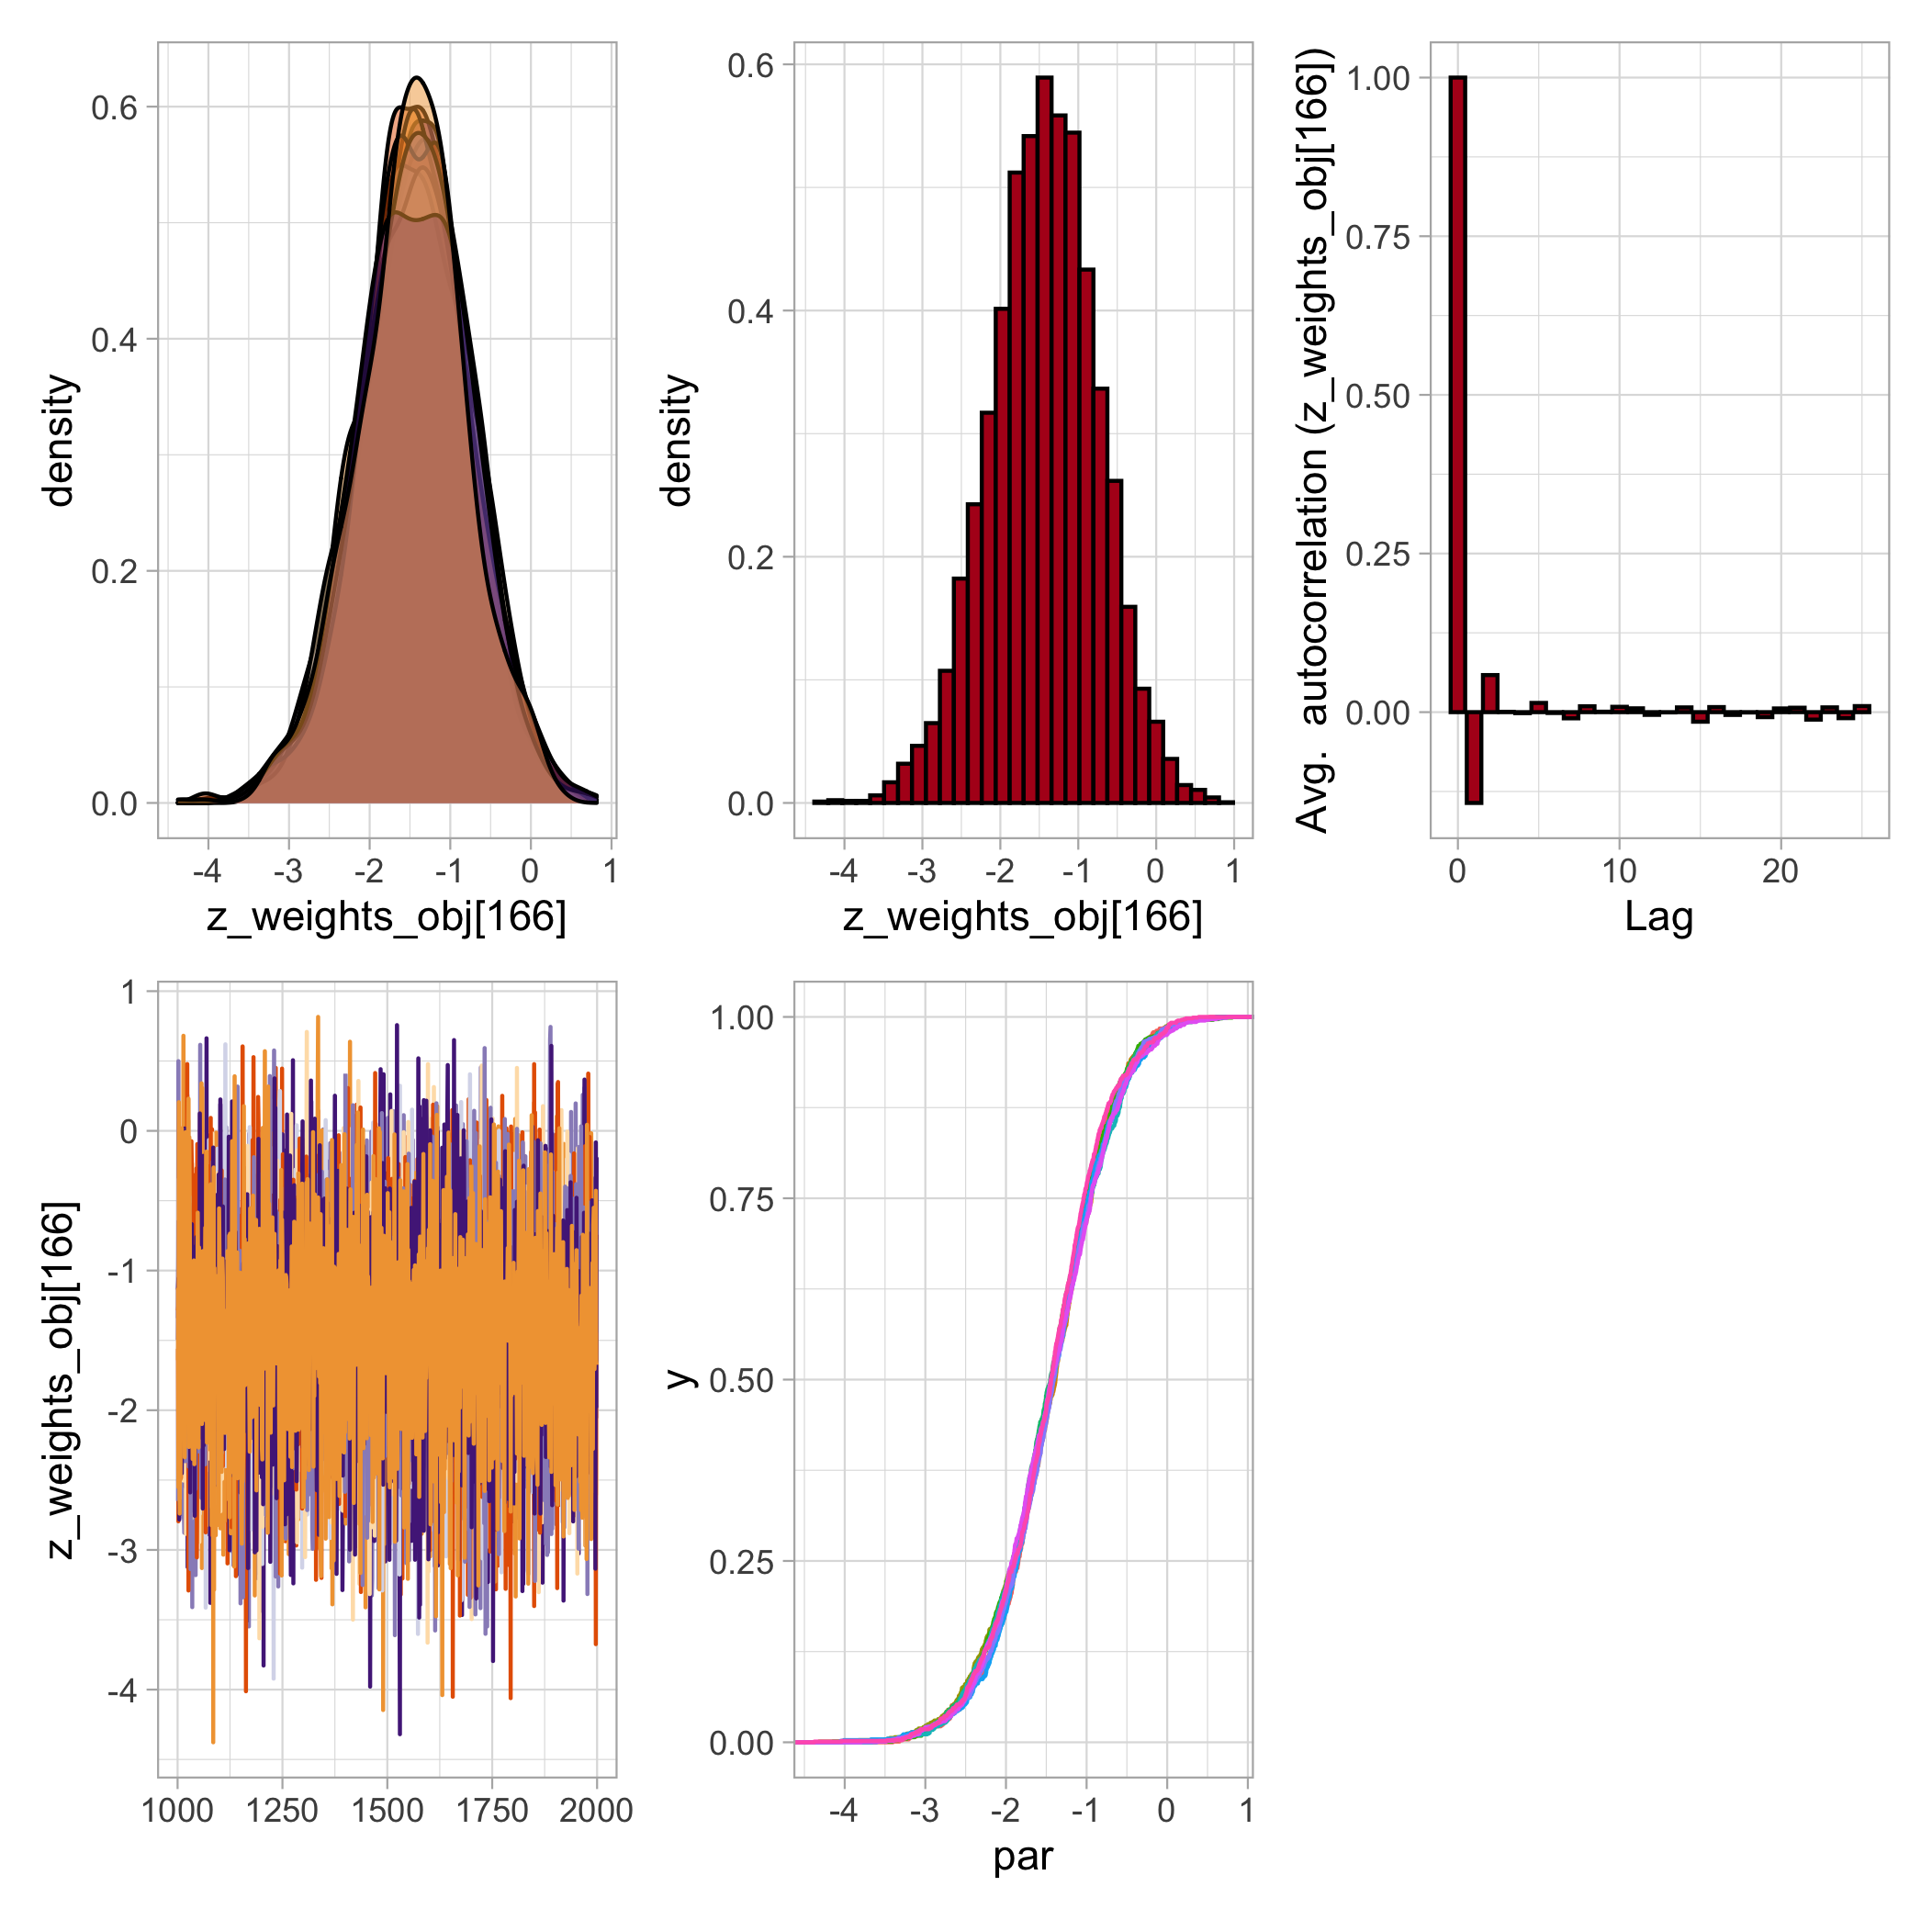 density
0.6
0.4
0.2
0.0
-4 -3 -2 -1 0 1
z_weights_obj[166]
density
0.6
0.4
0.2
0.0
-4 -3 -2 -1 0 1
z_weights_obj[166]
Avg. autocorrelation (z_weights_obj[166])
1.00
0.75
0.50
0.25
0.00
0 10 20
Lag
z_weights_obj[166]
1
0
-1
-2
-3
-4
1000 1250 1500 1750 2000
y
1.00
0.75
0.50
0.25
0.00
-4 -3 -2 -1 0 1
par